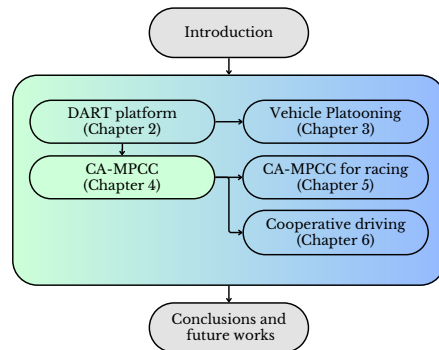 Introduction
DART platform
(Chapter 2)
Vehicle Platooning
(Chapter 3)
CA-MPCC
(Chapter 4)
CA-MPCC for racing
(Chapter 5)
Cooperative driving
(Chapter 6)
Conclusions and
future works